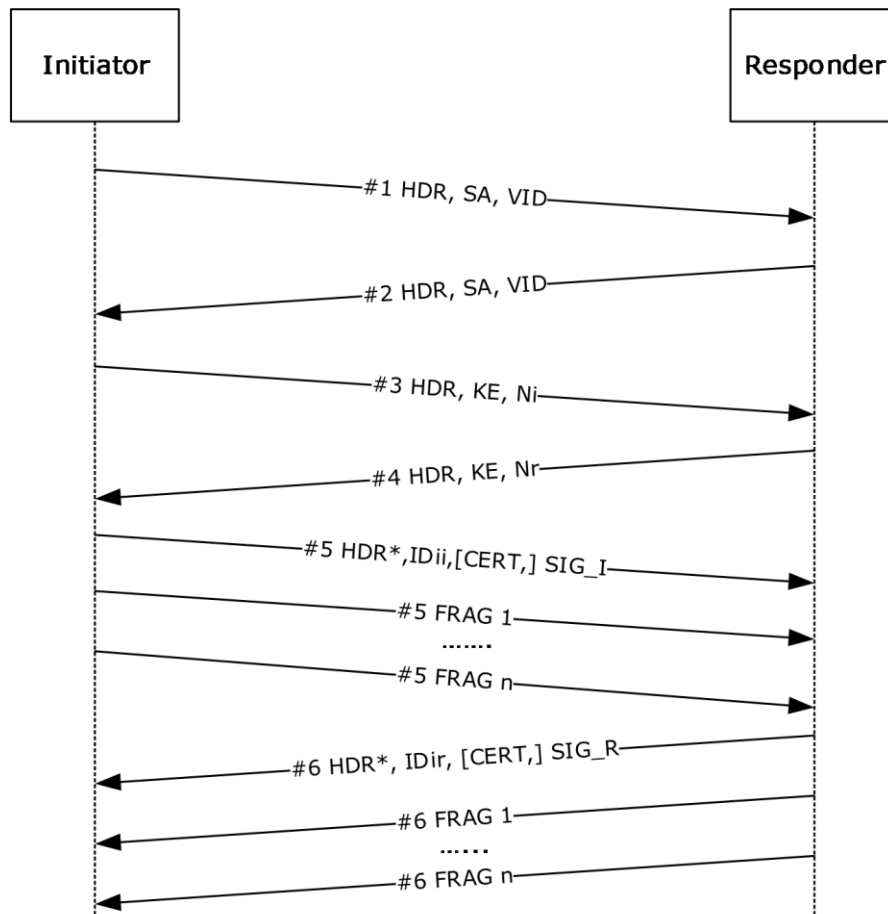 Initiator
Responder
#1 HDR, SA, VID
#2 HDR, SA, VID
#3 HDR, KE, Ni
#4 HDR, KE, Nr
#5 HDR*,IDii,[CERT,] SIG_I
#5 FRAG 1
.......
#5 FRAG n
#6 HDR*, IDir, [CERT,] SIG_R
#6 FRAG 1
......
#6 FRAG n